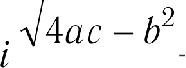 i √(4ac − b²)